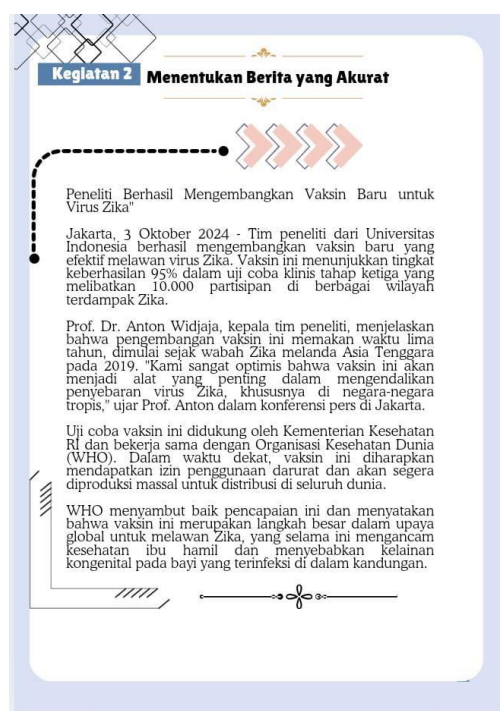 Kegiatan 2
Menentukan Berita yang Akurat
Peneliti Berhasil Mengembangkan Vaksin Baru untuk
Virus Zika"
Jakarta, 3 Oktober 2024 - Tim peneliti dari Universitas
Indonesia berhasil mengembangkan vaksin baru yang
efektif melawan virus Zika. Vaksin ini menunjukkan tingkat
keberhasilan 95% dalam uji coba klinis tahap ketiga yang
melibatkan 10.000 partisipan di berbagai wilayah
terdampak Zika.
Prof. Dr. Anton Widjaja, kepala tim peneliti, menjelaskan
bahwa pengembangan vaksin ini memakan waktu lima
tahun, dimulai sejak wabah Zika melanda Asia Tenggara
pada 2019. "Kami sangat optimis bahwa vaksin ini akan
menjadi alat yang penting dalam mengendalikan
penyebaran virus Zika, khususnya di negara-negara
tropis," ujar Prof. Anton dalam konferensi pers di Jakarta.
Uji coba vaksin ini didukung oleh Kementerian Kesehatan
RI dan bekerja sama dengan Organisasi Kesehatan Dunia
(WHO). Dalam waktu dekat, vaksin ini diharapkan
mendapatkan izin penggunaan darurat dan akan segera
diproduksi massal untuk distribusi di seluruh dunia.
WHO menyambut baik pencapaian ini dan menyatakan
bahwa vaksin ini merupakan langkah besar dalam upaya
global untuk melawan Zika, yang selama ini mengancam
kesehatan ibu hamil dan menyebabkan kelainan
kongenital pada bayi yang terinfeksi di dalam kandungan.